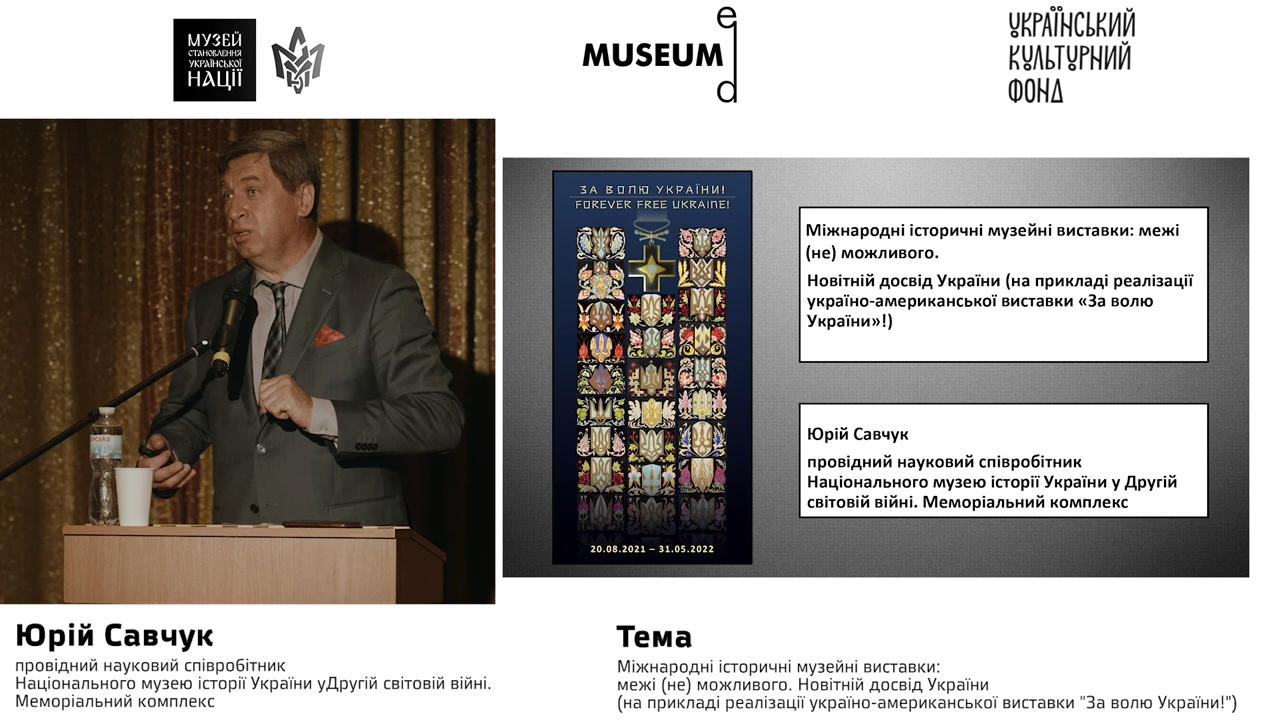 МУЗЕЙ
СТАНОВЛЕННЯ
УКРАЇНСЬКОЇ
НАЦІЇ
MUSEUM
ed
УКРАЇНСЬКИЙ
КУЛЬТУРНИЙ
ФОНД
ЗА ВОЛЮ УКРАЇНИ!
FOREVER FREE UKRAINE!
20.08.2021 – 31.05.2022
Міжнародні історичні музейні виставки: межі
(не) можливого.
Новітній досвід України (на прикладі реалізації
україно-американської виставки «За волю
України»!)
Юрій Савчук
провідний науковий співробітник
Національного музею історії України у Другій
світовій війні. Меморіальний комплекс
Юрій Савчук
провідний науковий співробітник
Національного музею історії України уДругій світовій війні.
Меморіальний комплекс
Тема
Міжнародні історичні музейні виставки:
межі (не) можливого. Новітній досвід України
(на прикладі реалізації україно-американської виставки "За волю України!")